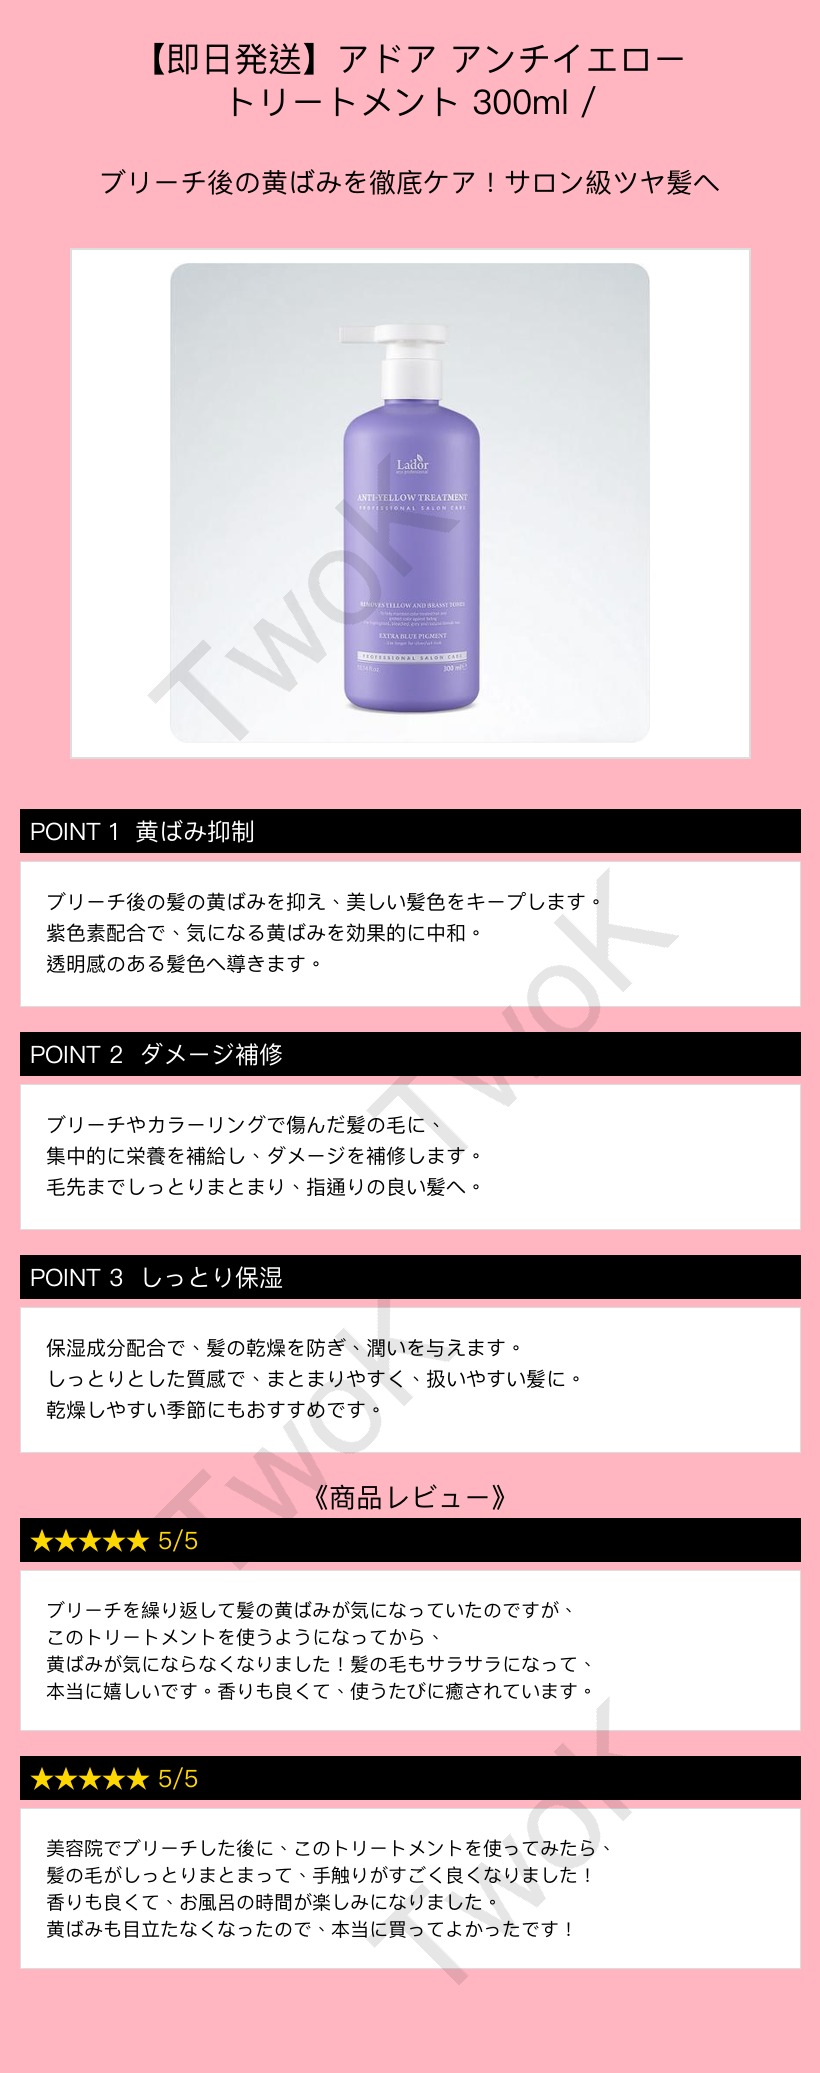 【即日発送】アドア アンチイエロー
トリートメント 300ml /
ブリーチ後の黄ばみを徹底ケア！サロン級ツヤ髪へ
Lador
ANTI-YELLOW TREATMENT
PROFESSIONAL SALON CARE
REMOVES YELLOW AND BRASSY TONES
EXTRA BLUE PIGMENT
PROFESSIONAL SALON CARE
300 ml
TwoK
POINT 1 黄ばみ抑制
ブリーチ後の髪の黄ばみを抑え、美しい髪色をキープします。
紫色素配合で、気になる黄ばみを効果的に中和。
透明感のある髪色へ導きます。
TwoK
POINT 2 ダメージ補修
ブリーチやカラーリングで傷んだ髪の毛に、
集中的に栄養を補給し、ダメージを補修します。
毛先までしっとりまとまり、指通りの良い髪へ。
POINT 3 しっとり保湿
保湿成分配合で、髪の乾燥を防ぎ、潤いを与えます。
しっとりとした質感で、まとまりやすく、扱いやすい髪に。
乾燥しやすい季節にもおすすめです。
TwoK
《商品レビュー》
★★★★★ 5/5
ブリーチを繰り返して髪の黄ばみが気になっていたのですが、
このトリートメントを使うようになってから、
黄ばみが気にならなくなりました！髪の毛もサラサラになって、
本当に嬉しいです。香りも良くて、使うたびに癒されています。
★★★★★ 5/5
美容院でブリーチした後に、このトリートメントを使ってみたら、
髪の毛がしっとりまとまって、手触りがすごく良くなりました！
香りも良くて、お風呂の時間が楽しみになりました。
黄ばみも目立たなくなったので、本当に買ってよかったです！
TwoK